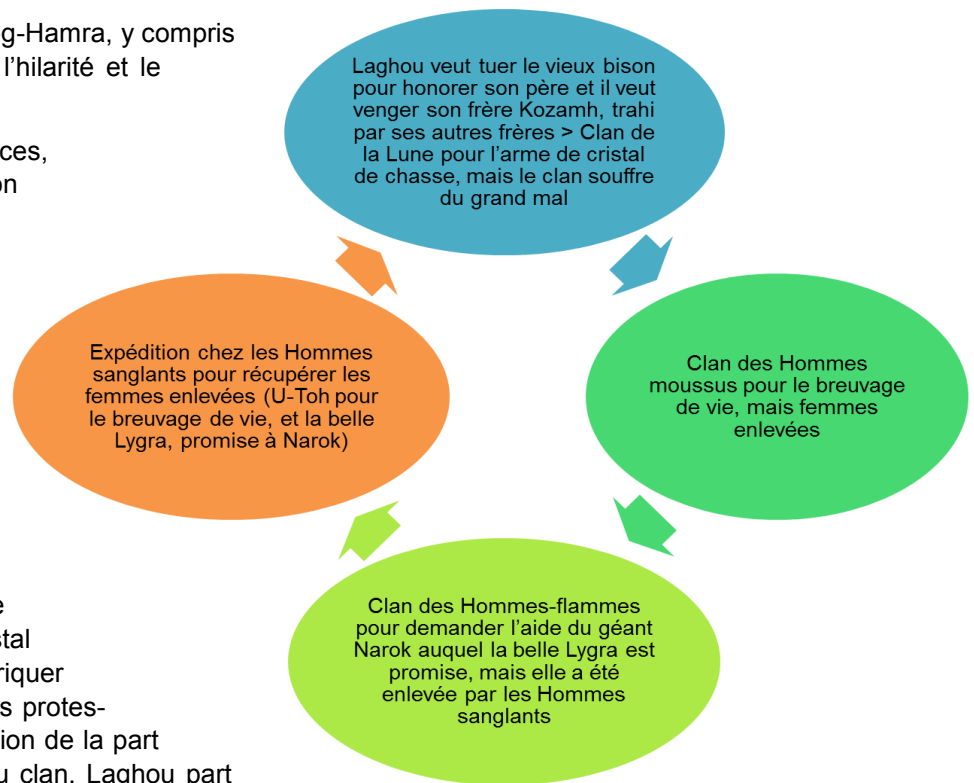 g-Hamra, y compris
l’hilarité et le
ces,
on
Laghou veut tuer le vieux bison
pour honorer son père et il veut
venger son frère Kozamh, trahi
par ses autres frères > Clan de
la Lune pour l’arme de cristal
de chasse, mais le clan souffre
du grand mal
Clan des Hommes
moussus pour le breuvage
de vie, mais femmes
enlevées
Clan des Hommes-flammes
pour demander l’aide du géant
Narok auquel la belle Lygra est
promise, mais elle a été
enlevée par les Hommes
sanglants
Expédition chez les Hommes
sanglants pour récupérer les
femmes enlevées (U-Toh pour
le breuvage de vie, et la belle
Lygra, promise à Narok)
e
stal
riquer
s protes-
ion de la part
u clan, Laghou part